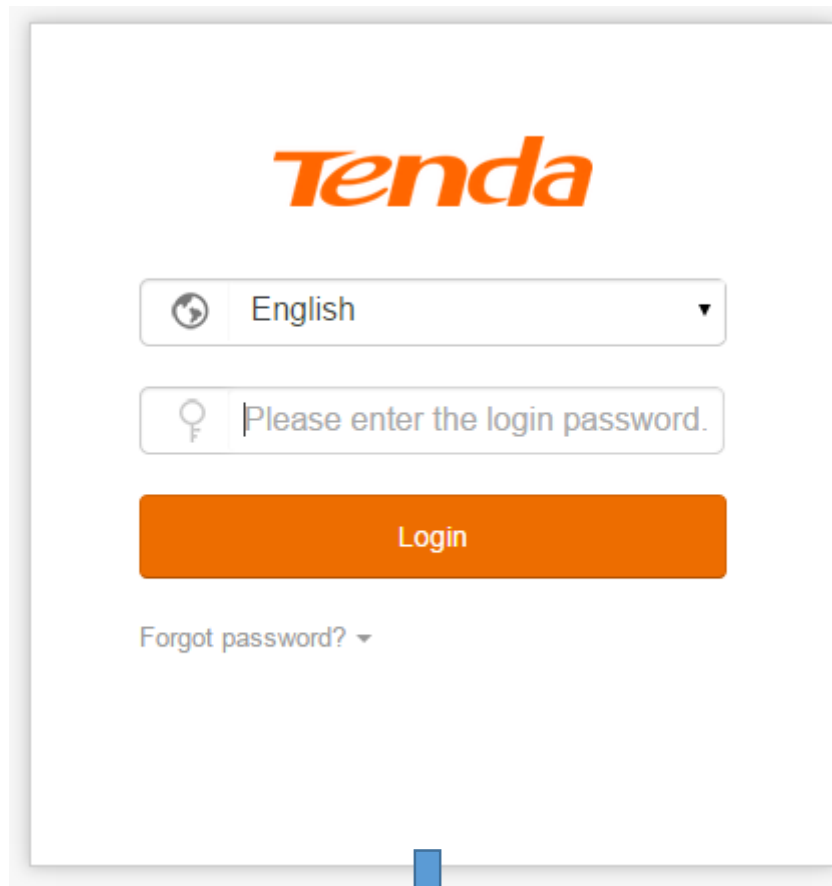 Tenda
English
Please enter the login password.
Login
Forgot password?